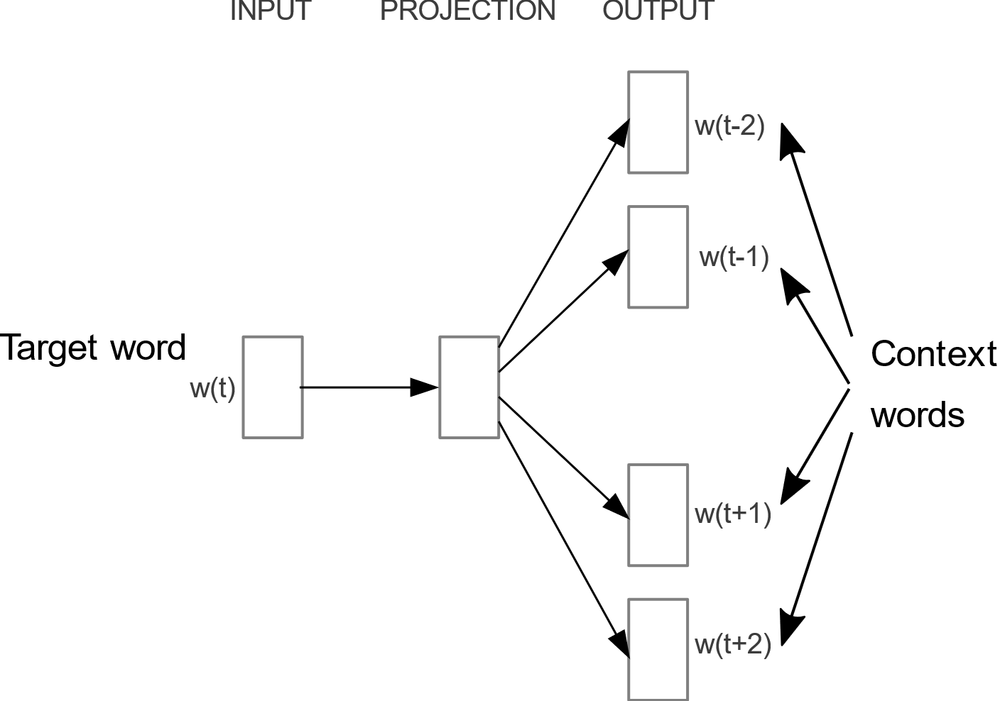 INPUT PROJECTION OUTPUT
w(t-2)
w(t-1)
Target word
w(t)
Context
words
w(t+1)
w(t+2)